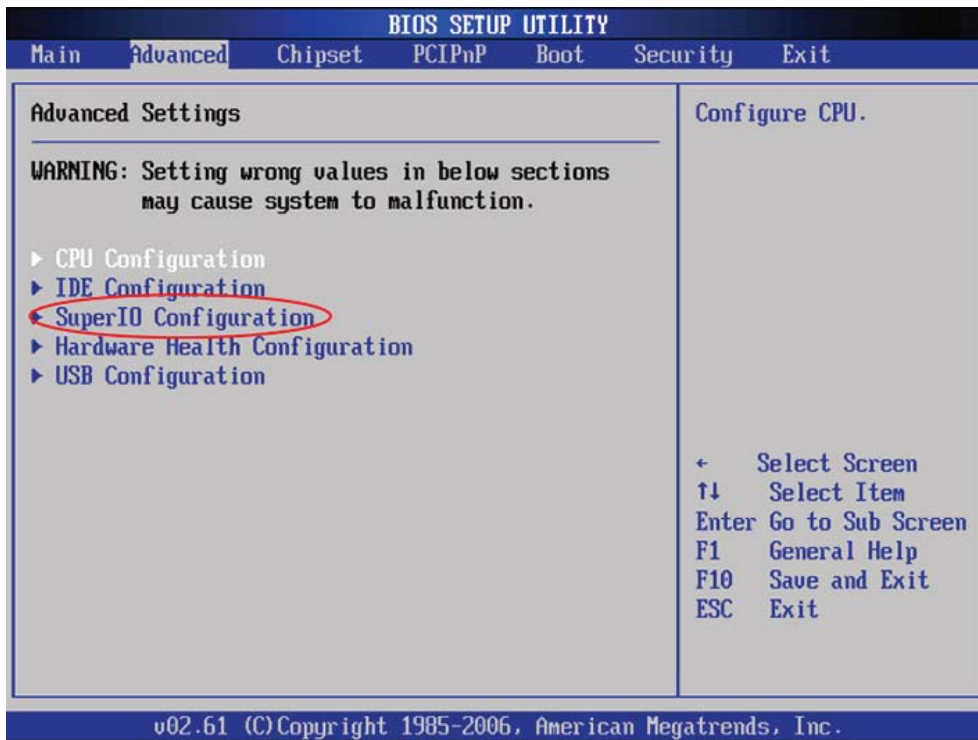 BIOS SETUP UTILITY
Main Advanced Chipset PCIPnP Boot Security Exit
Advanced Settings
WARNING: Setting wrong values in below sections
may cause system to malfunction.
▶ CPU Configuration
▶ IDE Configuration
▶ SuperIO Configuration
▶ Hardware Health Configuration
▶ USB Configuration
Configure CPU.
← Select Screen
↑↓ Select Item
Enter Go to Sub Screen
F1 General Help
F10 Save and Exit
ESC Exit
v02.61 (C)Copyright 1985-2006, American Megatrends, Inc.